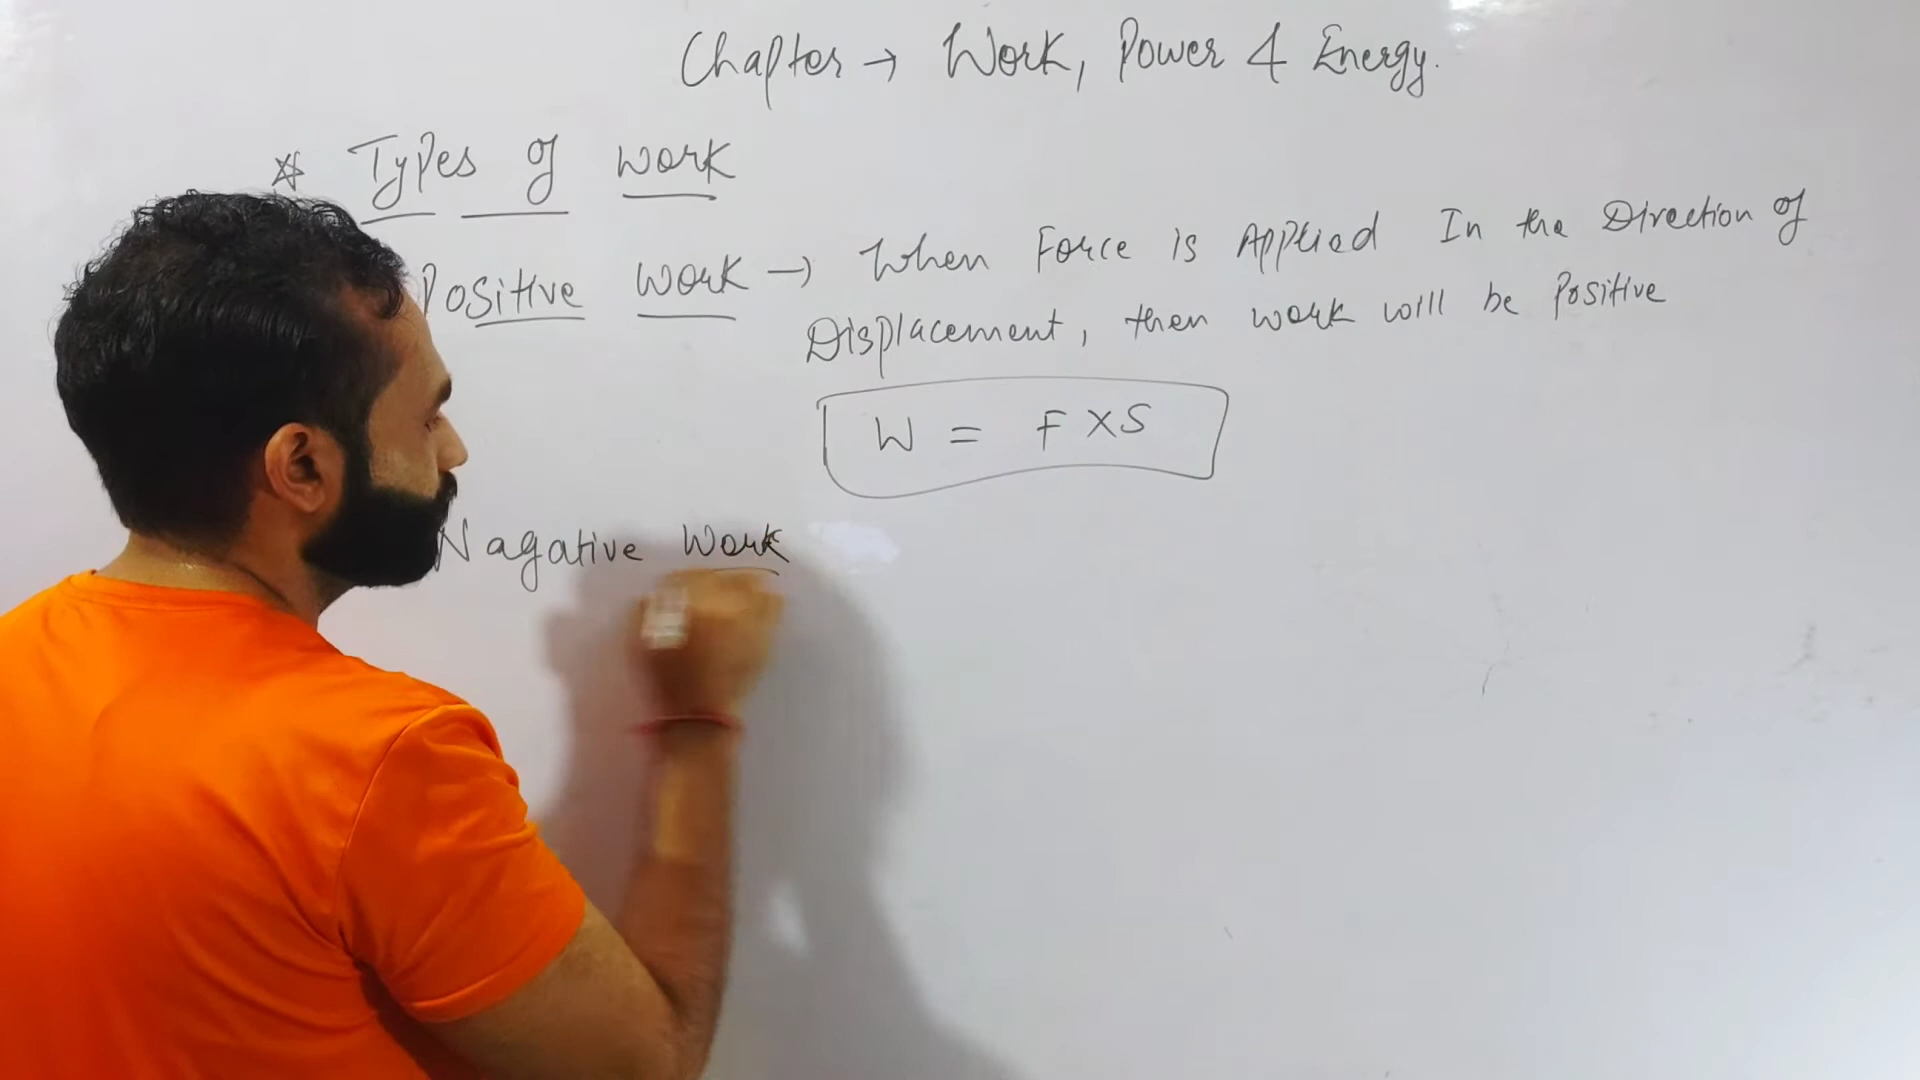 Chapter → Work, Power & Energy.
* Types of work
Positive work → When Force is Applied In the Direction of
Displacement, then work will be Positive
W = F X S
Nagative Work